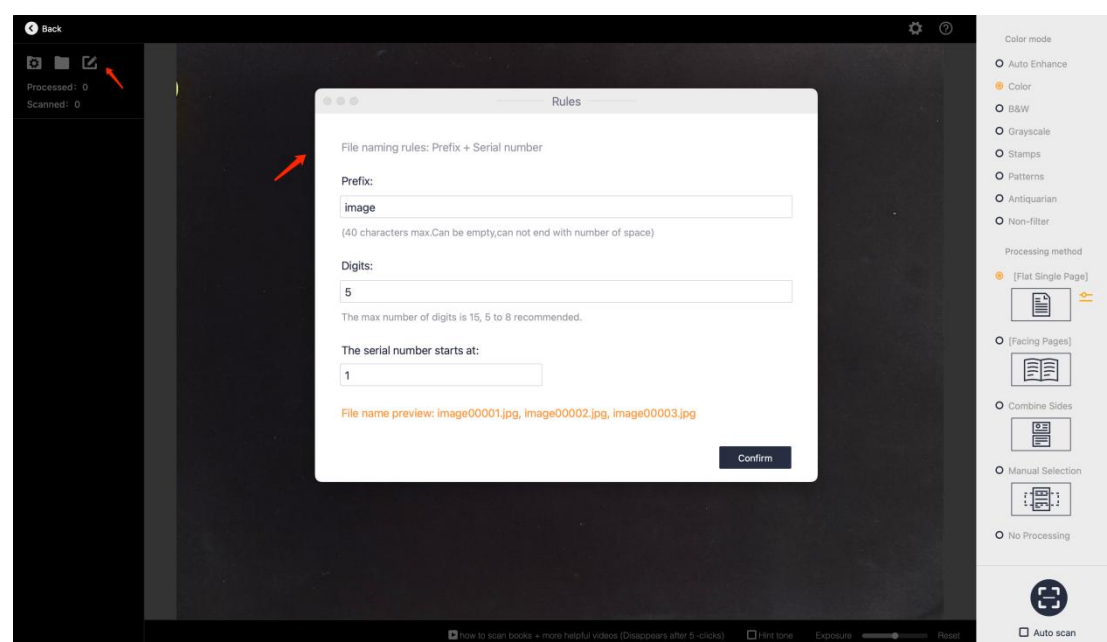 Back
Processed: 0
Scanned: 0
Rules
File naming rules: Prefix + Serial number
Prefix:
image
(40 characters max.Can be empty,can not end with number of space)
Digits:
5
The max number of digits is 15, 5 to 8 recommended.
The serial number starts at:
1
File name preview: image00001.jpg, image00002.jpg, image00003.jpg
Confirm
how to scan books + more helpful videos (Disappears after 5 -clicks)
Hint tone
Exposure
Reset
Color mode
Auto Enhance
Color
B&W
Grayscale
Stamps
Patterns
Antiquarian
Non-filter
Processing method
[Flat Single Page]
[Facing Pages]
Combine Sides
Manual Selection
No Processing
Auto scan